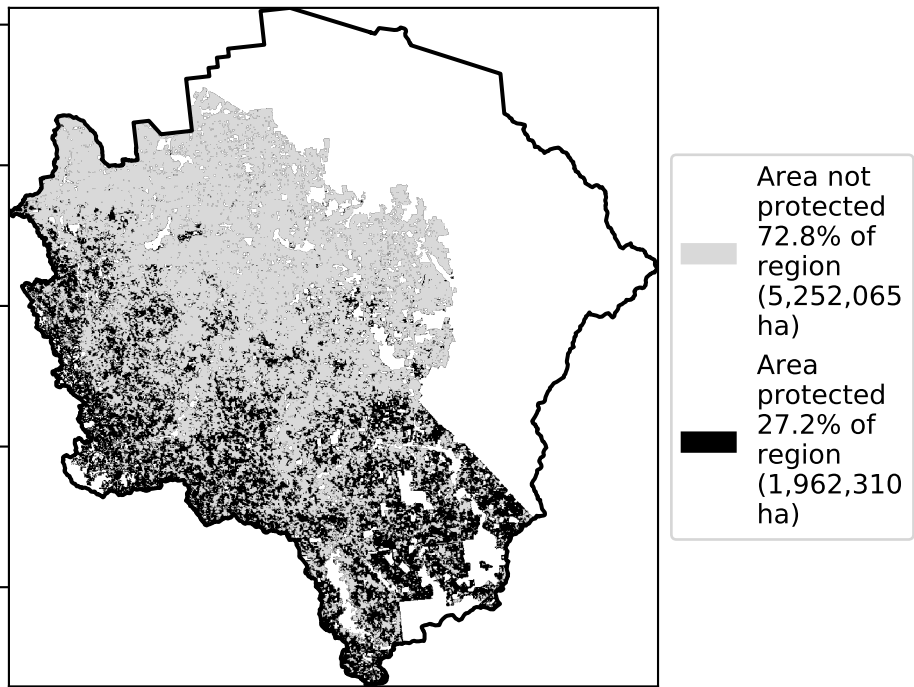 Area not
protected
72.8% of
region
(5,252,065
ha)
Area
protected
27.2% of
region
(1,962,310
ha)